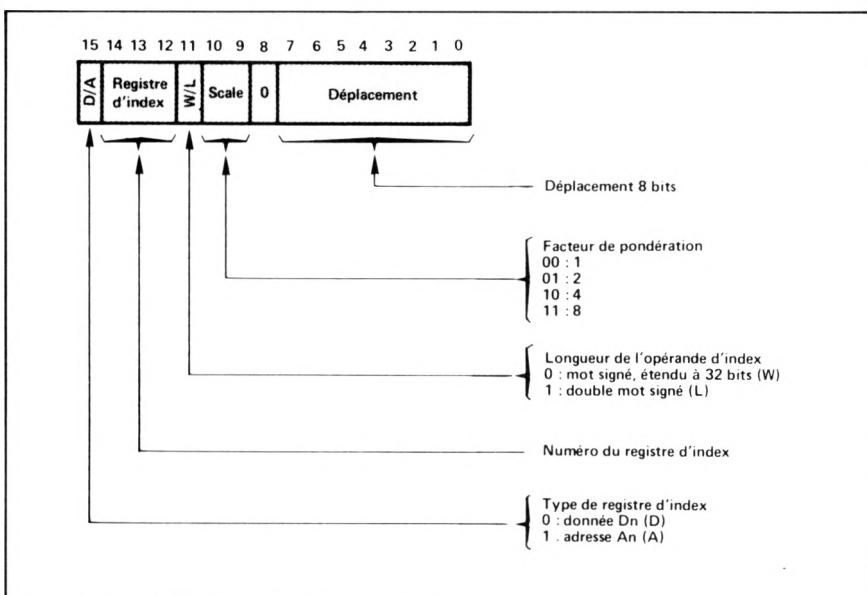 15 14 13 12 11 10 9 8 7 6 5 4 3 2 1 0
D/A
Registre
d'index
W/L
Scale
0
Déplacement
Déplacement 8 bits
Facteur de pondération
00 : 1
01 : 2
10 : 4
11 : 8
Longueur de l'opérande d'index
0 : mot signé, étendu à 32 bits (W)
1 : double mot signé (L)
Numéro du registre d'index
Type de registre d'index
0 : donnée Dn (D)
1 . adresse An (A)